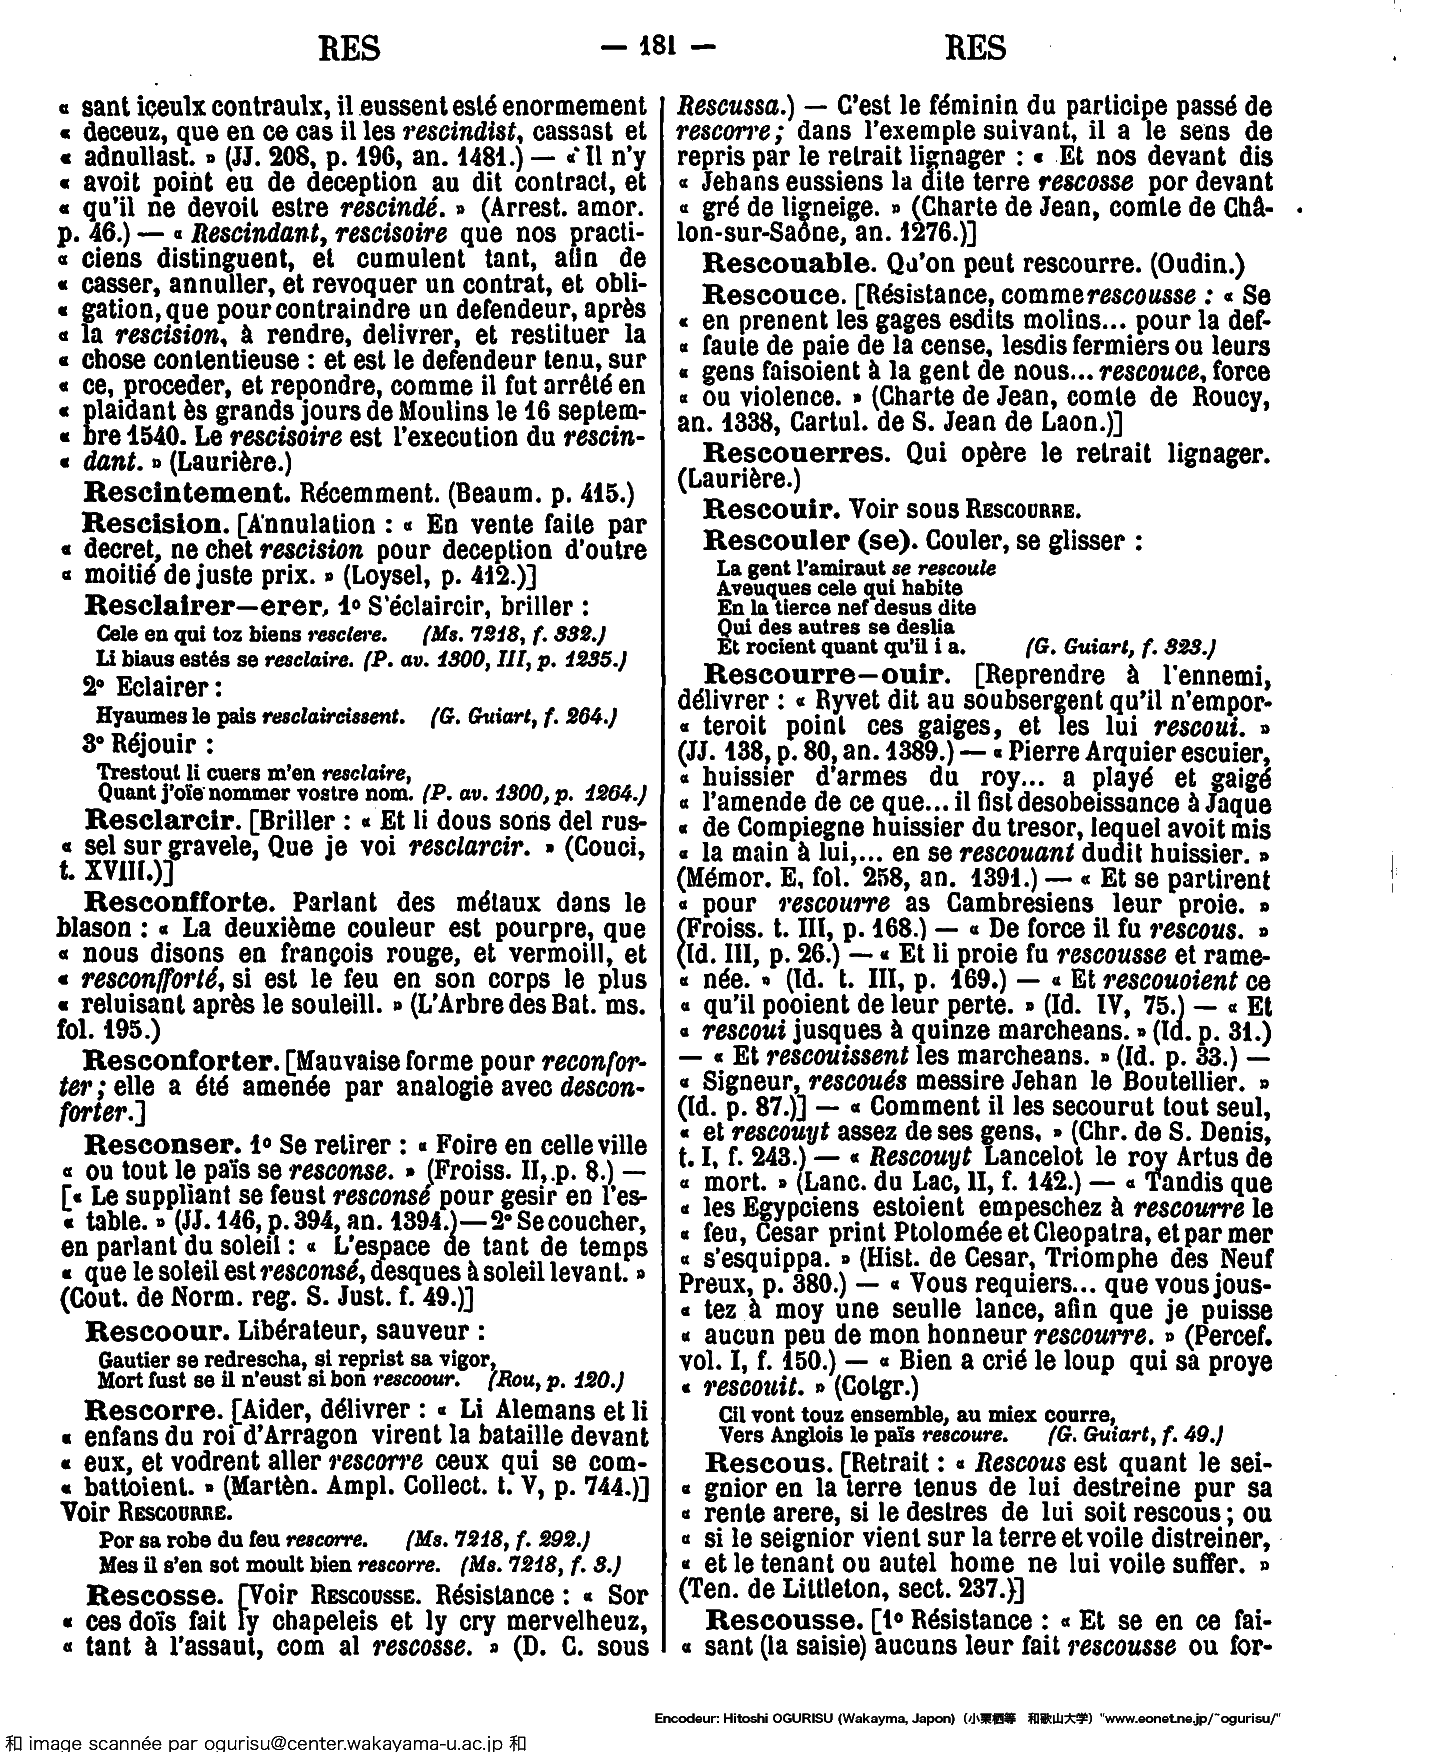 RES — 181 — RES
« sant iceulx contraulx, il eussent esté enormement
« deceuz, que en ce cas il les rescindist, cassast et
« adnullast. » (JJ. 208, p. 196, an. 1481.) — « Il n'y
« avoit point eu de deception au dit contract, et
« qu'il ne devoit estre rescindé. » (Arrest. amor.
p. 46.) — « Rescindant, rescisoire que nos practi-
« ciens distinguent, et cumulent tant, afin de
« casser, annuller, et revoquer un contrat, et obli-
« gation, que pour contraindre un defendeur, après
« la rescision, à rendre, delivrer, et restituer la
« chose contentieuse : et est le defendeur tenu, sur
« ce, proceder, et repondre, comme il fut arrêté en
« plaidant ès grands jours de Moulins le 16 septem-
« bre 1540. Le rescisoire est l'execution du rescin-
« dant. » (Laurière.)
Rescintement. Récemment. (Beaum. p. 415.)
Rescision. [Annulation : « En vente faite par
« decret, ne chet rescision pour deception d'outre
« moitié de juste prix. » (Loysel, p. 412.)]
Resclairer—erer, 1º S'éclaircir, briller :
Cele en qui toz biens resclere. (Ms. 7218, f. 332.)
Li biaus estés se resclaire. (P. av. 1300, III, p. 1235.)
2º Eclairer :
Hyaumes le pais resclaircissent. (G. Guiart, f. 264.)
3º Réjouir :
Trestout li cuers m'en resclaire,
Quant j'oïe nommer vostre nom. (P. av. 1300, p. 1264.)
Resclarcir. [Briller : « Et li dous sons del rus-
« sel sur gravele, Que je voi resclarcir. » (Couci,
t. XVIII.)]
Resconfforte. Parlant des métaux dans le
blason : « La deuxième couleur est pourpre, que
« nous disons en françois rouge, et vermoill, et
« resconfforté, si est le feu en son corps le plus
« reluisant après le souleill. » (L'Arbre des Bat. ms.
fol. 195.)
Resconforter. [Mauvaise forme pour reconfor-
ter ; elle a été amenée par analogie avec descon-
forter.]
Resconser. 1º Se retirer : « Foire en celle ville
« ou tout le païs se resconse. » (Froiss. II, p. 8.) —
[« Le suppliant se feust resconsé pour gesir en l'es-
« table. » (JJ. 146, p. 394, an. 1394.) — 2º Se coucher,
en parlant du soleil : « L'espace de tant de temps
« que le soleil est resconsé, desques à soleil levant. »
(Cout. de Norm. reg. S. Just. f. 49.)]
Rescoour. Libérateur, sauveur :
Gautier se redrescha, si reprist sa vigor,
Mort fust se il n'eust si bon rescoour. (Rou, p. 120.)
Rescorre. [Aider, délivrer : « Li Alemans et li
« enfans du roi d'Arragon virent la bataille devant
« eux, et vodrent aller rescorre ceux qui se com-
« battoient. » (Martèn. Ampl. Collect. t. V, p. 744.)]
Voir RESCOURRE.
Por sa robe du feu rescorre. (Ms. 7218, f. 292.)
Mes il s'en sot moult bien rescorre. (Ms. 7218, f. 3.)
Rescosse. [Voir RESCOUSSE. Résistance : « Sor
« ces doïs fait ly chapeleis et ly cry mervelheuz,
« tant à l'assaut, com al rescosse. » (D. C. sous
Rescussa.) — C'est le féminin du participe passé de
rescorre ; dans l'exemple suivant, il a le sens de
repris par le retrait lignager : « Et nos devant dis
« Jehans eussiens la dite terre rescosse por devant
« gré de ligneige. » (Charte de Jean, comte de Châ-
lon-sur-Saône, an. 1276.)]
Rescouable. Qu'on peut rescourre. (Oudin.)
Rescouce. [Résistance, comme rescousse : « Se
« en prenent les gages esdits molins... pour la def-
« faute de paie de la cense, lesdis fermiers ou leurs
« gens faisoient à la gent de nous... rescouce, force
« ou violence. » (Charte de Jean, comte de Roucy,
an. 1338, Cartul. de S. Jean de Laon.)]
Rescouerres. Qui opère le retrait lignager.
(Laurière.)
Rescouir. Voir sous RESCOURRE.
Rescouler (se). Couler, se glisser :
La gent l'amiraut se rescoule
Aveuques cele qui habite
En la tierce nef desus dite
Qui des autres se deslia
Et rocient quant qu'il i a. (G. Guiart, f. 323.)
Rescourre—ouir. [Reprendre à l'ennemi,
délivrer : « Ryvet dit au soubsergent qu'il n'empor-
« teroit point ces gaiges, et les lui rescoui. »
(JJ. 138, p. 80, an. 1389.) — « Pierre Arquier escuier,
« huissier d'armes du roy... a playé et gaigé
« l'amende de ce que... il fist desobeissance à Jaque
« de Compiegne huissier du tresor, lequel avoit mis
« la main à lui,... en se rescouant dudit huissier. »
(Mémor. E, fol. 258, an. 1391.) — « Et se partirent
« pour rescourre as Cambresiens leur proie. »
(Froiss. t. III, p. 168.) — « De force il fu rescous. »
(Id. III, p. 26.) — « Et li proie fu rescousse et rame-
« née. » (Id. t. III, p. 169.) — « Et rescouoient ce
« qu'il pooient de leur perte. » (Id. IV, 75.) — « Et
« rescoui jusques à quinze marcheans. » (Id. p. 31.)
— « Et rescouissent les marcheans. » (Id. p. 33.) —
« Signeur, rescoués messire Jehan le Boutellier. »
(Id. p. 87.)] — « Comment il les secourut tout seul,
« et rescouyt assez de ses gens. » (Chr. de S. Denis,
t. I, f. 243.) — « Rescouyt Lancelot le roy Artus de
« mort. » (Lanc. du Lac, II, f. 142.) — « Tandis que
« les Egypciens estoient empeschez à rescourre le
« feu, Cesar print Ptolomée et Cleopatra, et par mer
« s'esquippa. » (Hist. de Cesar, Triomphe des Neuf
Preux, p. 380.) — « Vous requiers... que vous jous-
« tez à moy une seulle lance, afin que je puisse
« aucun peu de mon honneur rescourre. » (Percef.
vol. I, f. 150.) — « Bien a crié le loup qui sa proye
« rescouit. » (Cotgr.)
Cil vont touz ensemble, au miex courre,
Vers Anglois le païs rescoure. (G. Guiart, f. 49.)
Rescous. [Retrait : « Rescous est quant le sei-
« gnior en la terre tenus de lui destreine pur sa
« rente arere, si le destres de lui soit rescous ; ou
« si le seignior vient sur la terre et voile distreiner,
« et le tenant ou autel home ne lui voile suffer. »
(Ten. de Littleton, sect. 237.)]
Rescousse. [1º Résistance : « Et se en ce fai-
« sant (la saisie) aucuns leur fait rescousse ou for-
Encodeur: Hitoshi OGURISU (Wakayma, Japon) (小栗栖等 和歌山大学) "www.eonet.ne.jp/~ogurisu/"
和 image scannée par ogurisu@center.wakayama-u.ac.jp 和